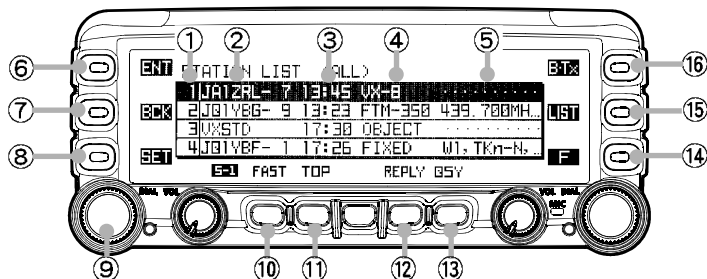 ① ② ③ ④ ⑤
⑥ ENT STATION LIST (ALL) B·Tx ⑯
1 JA1ZRL- 7 13:45 VX-8 ··········
⑦ BCK 2 JQ1YBG- 9 13:23 FTM-350 439.700MH... LIST ⑮
3 VXSTD 17:30 OBJECT ··········
⑧ SET 4 JQ1YBF- 1 17:26 FIXED W1, TKm-N, ... F ⑭
S-1 FAST TOP REPLY QSY
DIAL VOL VOL DIAL
MIC
⑨ ⑩ ⑪ ⑫ ⑬